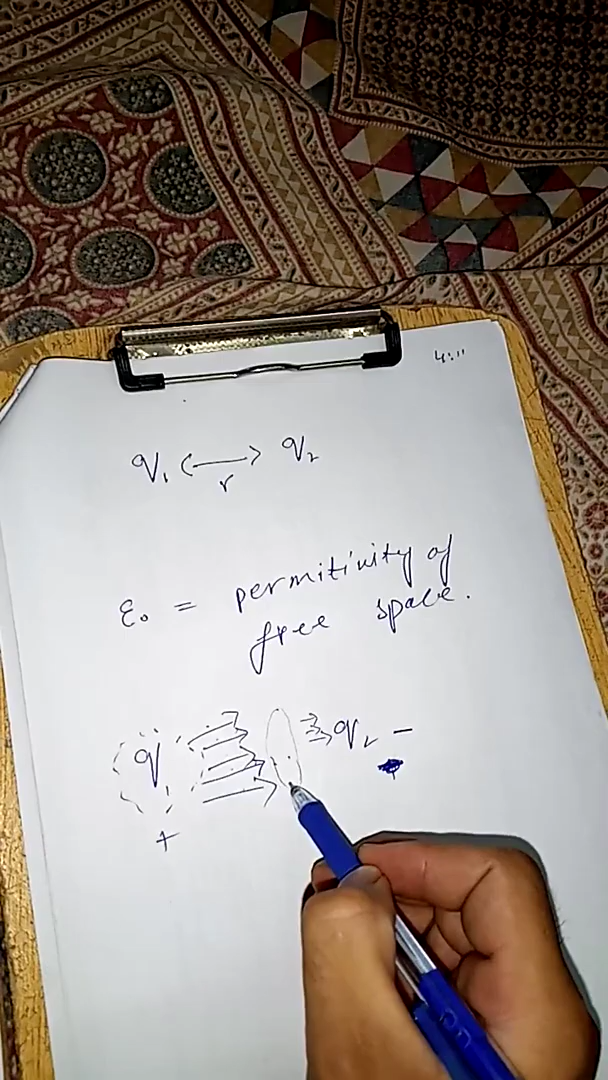 4:11
q₁ <—> q₂
r
ε₀ = permitivity of
free space.
q₁ q₂ -
+